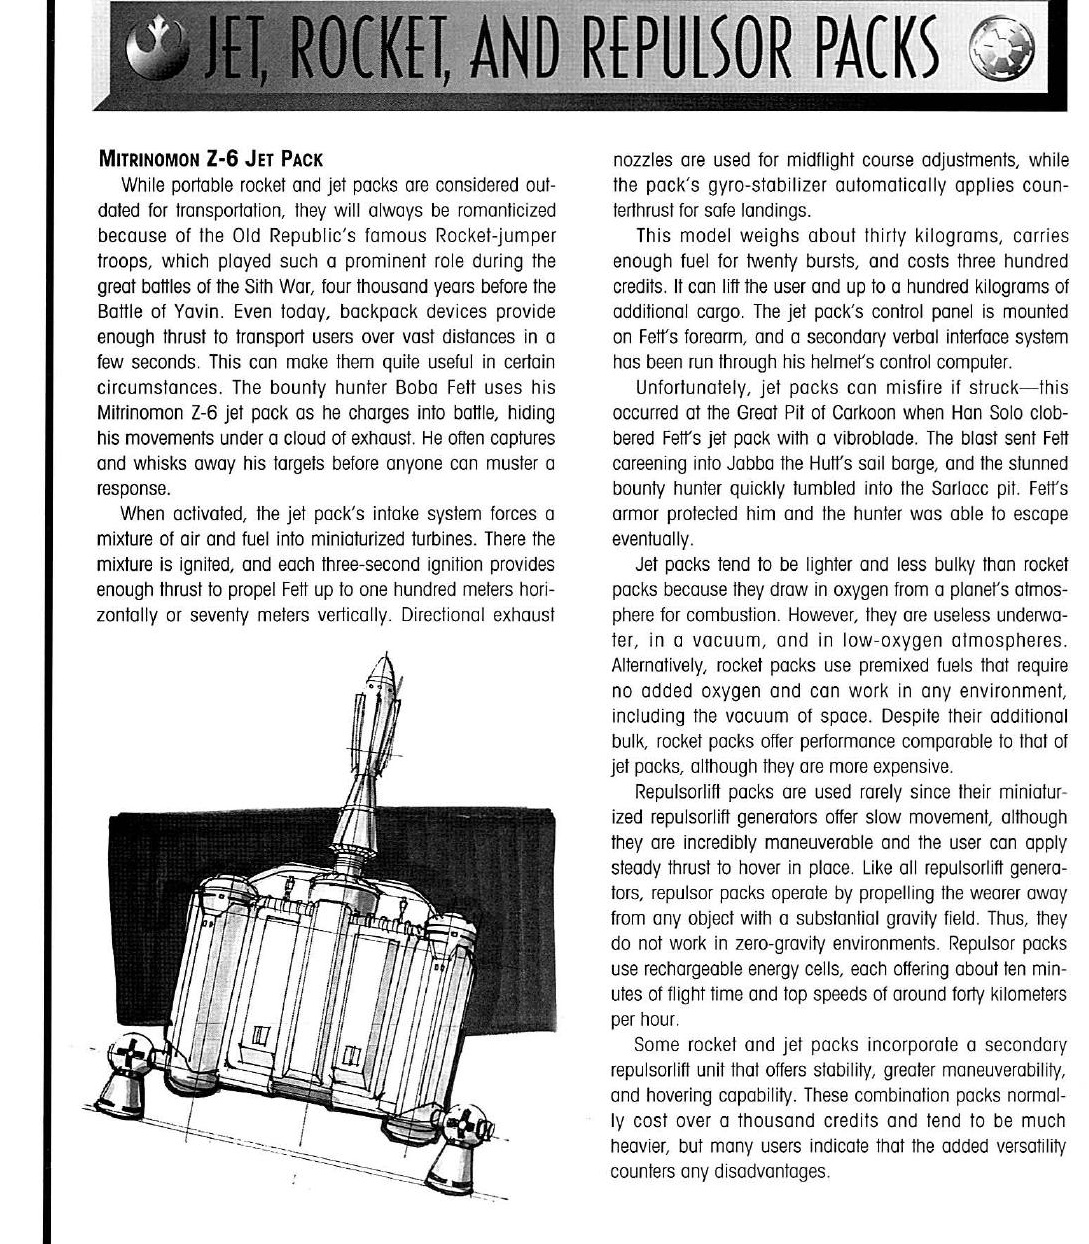 JET, ROCKET, AND REPULSOR PACKS
MITRINOMON Z-6 JET PACK
While portable rocket and jet packs are considered out-
dated for transportation, they will always be romanticized
because of the Old Republic's famous Rocket-jumper
troops, which played such a prominent role during the
great battles of the Sith War, four thousand years before the
Battle of Yavin. Even today, backpack devices provide
enough thrust to transport users over vast distances in a
few seconds. This can make them quite useful in certain
circumstances. The bounty hunter Boba Fett uses his
Mitrinomon Z-6 jet pack as he charges into battle, hiding
his movements under a cloud of exhaust. He often captures
and whisks away his targets before anyone can muster a
response.
When activated, the jet pack's intake system forces a
mixture of air and fuel into miniaturized turbines. There the
mixture is ignited, and each three-second ignition provides
enough thrust to propel Fett up to one hundred meters hori-
zontally or seventy meters vertically. Directional exhaust
nozzles are used for midflight course adjustments, while
the pack's gyro-stabilizer automatically applies coun-
terthrust for safe landings.
This model weighs about thirty kilograms, carries
enough fuel for twenty bursts, and costs three hundred
credits. It can lift the user and up to a hundred kilograms of
additional cargo. The jet pack's control panel is mounted
on Fett's forearm, and a secondary verbal interface system
has been run through his helmet's control computer.
Unfortunately, jet packs can misfire if struck—this
occurred at the Great Pit of Carkoon when Han Solo clob-
bered Fett's jet pack with a vibroblade. The blast sent Fett
careening into Jabba the Hutt's sail barge, and the stunned
bounty hunter quickly tumbled into the Sarlacc pit. Fett's
armor protected him and the hunter was able to escape
eventually.
Jet packs tend to be lighter and less bulky than rocket
packs because they draw in oxygen from a planet's atmos-
phere for combustion. However, they are useless underwa-
ter, in a vacuum, and in low-oxygen atmospheres.
Alternatively, rocket packs use premixed fuels that require
no added oxygen and can work in any environment,
including the vacuum of space. Despite their additional
bulk, rocket packs offer performance comparable to that of
jet packs, although they are more expensive.
Repulsorlift packs are used rarely since their miniatur-
ized repulsorlift generators offer slow movement, although
they are incredibly maneuverable and the user can apply
steady thrust to hover in place. Like all repulsorlift genera-
tors, repulsor packs operate by propelling the wearer away
from any object with a substantial gravity field. Thus, they
do not work in zero-gravity environments. Repulsor packs
use rechargeable energy cells, each offering about ten min-
utes of flight time and top speeds of around forty kilometers
per hour.
Some rocket and jet packs incorporate a secondary
repulsorlift unit that offers stability, greater maneuverability,
and hovering capability. These combination packs normal-
ly cost over a thousand credits and tend to be much
heavier, but many users indicate that the added versatility
counters any disadvantages.